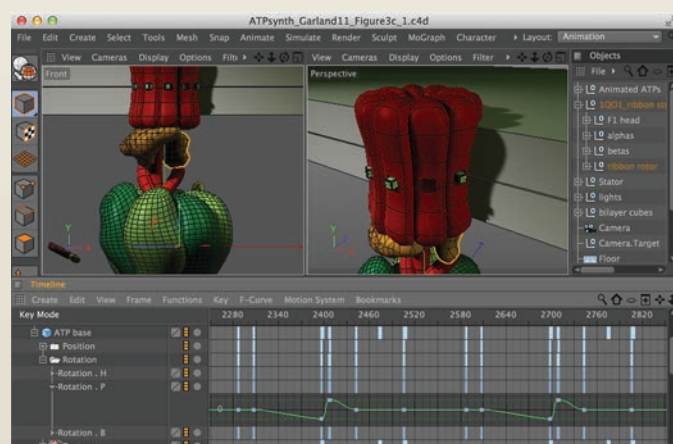 ATPsynth_Garland11_Figure3c_1.c4d
File Edit Create Select Tools Mesh Snap Animate Simulate Render Sculpt MoGraph Character Layout: Animation
View Cameras Display Options View Cameras Display Options Filter Objects
Front Perspective File
Animated ATPs
F1 head
alphas
betas
ribbon rotor
Stator
lights
bilayer cubes
Camera
Camera.Target
Floor
Y X
Timeline
Create Edit View Frame Functions Key F-Curve Motion System Bookmarks
Key Mode 2280 2340 2400 2460 2520 2580 2640 2700 2760 2820
ATP base
Position
Rotation
Rotation . H
Rotation . P
0
Rotation . B